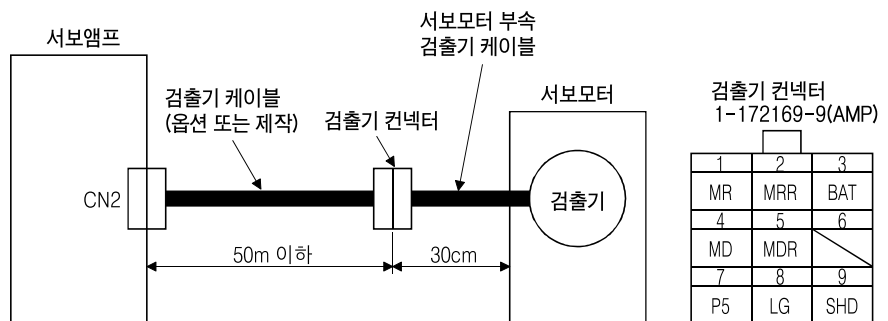 서보앰프
서보모터 부속
검출기 케이블
검출기 케이블
(옵션 또는 제작)
검출기 컨넥터
서보모터
CN2
검출기
50m 이하
30cm
검출기 컨넥터
1-172169-9(AMP)
1 2 3
MR MRR BAT
4 5 6
MD MDR
7 8 9
P5 LG SHD